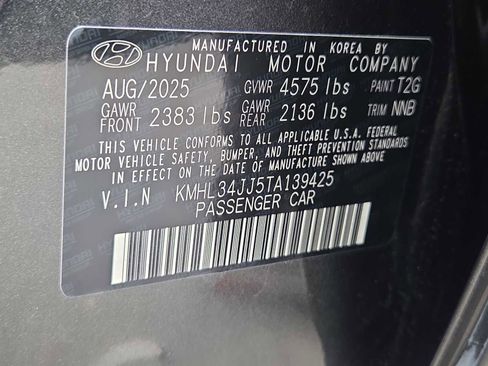 MANUFACTURED IN KOREA BY
HYUNDAI MOTOR COMPANY
AUG/2025 GVWR 4575 lbs PAINT T2G
GAWR FRONT 2383 lbs GAWR REAR 2136 lbs TRIM NNB
THIS VEHICLE CONFORMS TO ALL APPLICABLE U.S.A. FEDERAL
MOTOR VEHICLE SAFETY, BUMPER, AND THEFT PREVENTION STANDARDS
IN EFFECT ON THE DATE OF MANUFACTURE SHOWN ABOVE.
V.I.N KMHL34JJ5TA139425
PASSENGER CAR